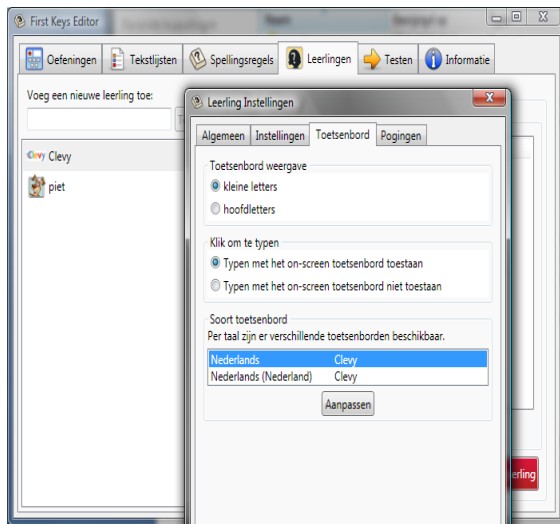 First Keys Editor
Oefeningen Tekstlijsten Spellingsregels Leerlingen Testen Informatie
Voeg een nieuwe leerling toe:
T
Clevy Clevy
piet
Leerling Instellingen
Algemeen Instellingen Toetsenbord Pogingen
Toetsenbord weergave
kleine letters
hoofdletters
Klik om te typen
Typen met het on-screen toetsenbord toestaan
Typen met het on-screen toetsenbord niet toestaan
Soort toetsenbord
Per taal zijn er verschillende toetsenborden beschikbaar.
Nederlands Clevy
Nederlands (Nederland) Clevy
Aanpassen
erling